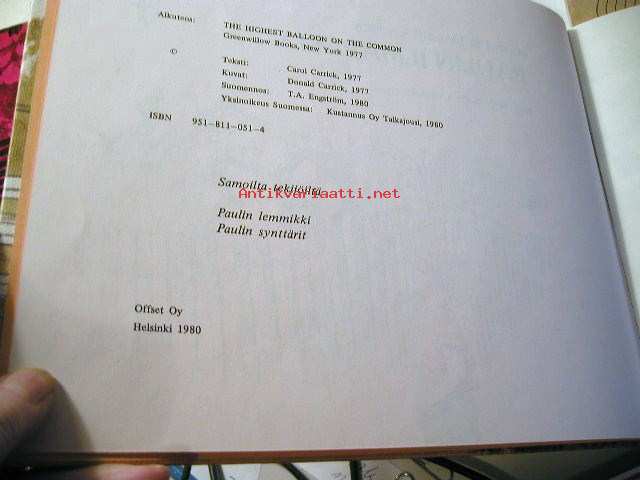 Alkuteos: THE HIGHEST BALLOON ON THE COMMON
Greenwillow Books, New York 1977
© Teksti: Carol Carrick, 1977
Kuvat: Donald Carrick, 1977
Suomennos: T.A. Engström, 1980
Yksinoikeus Suomessa: Kustannus Oy Taikajousi, 1980
ISBN 951-811-051-4
Samoilta tekijöiltä
Antikvariaatti.net
Paulin lemmikki
Paulin synttärit
Offset Oy
Helsinki 1980